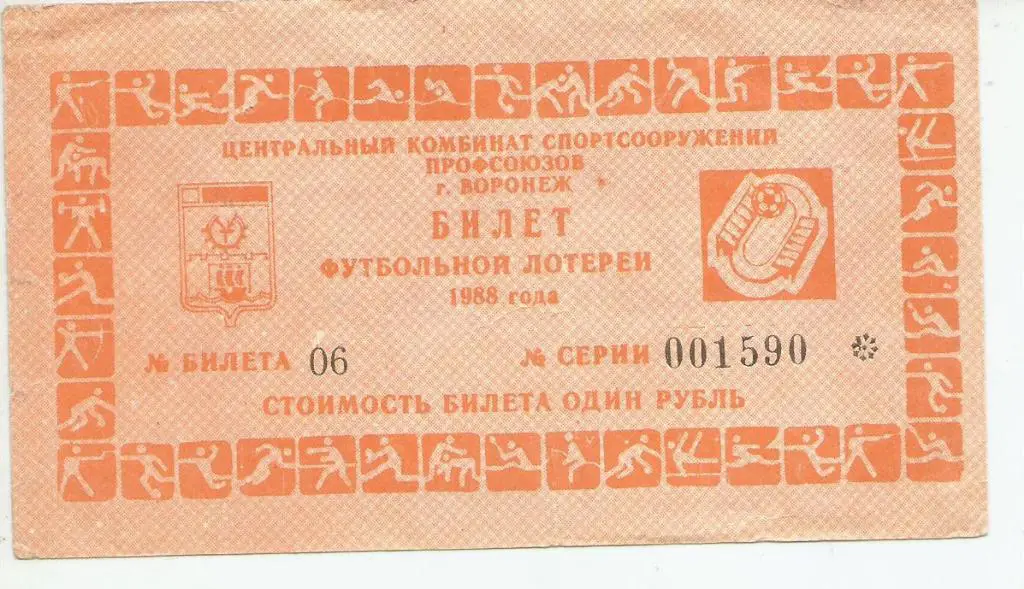 ЦЕНТРАЛЬНЫЙ КОМБИНАТ СПОРТСООРУЖЕНИЙ
ПРОФСОЮЗОВ
г. ВОРОНЕЖ
БИЛЕТ
ФУТБОЛЬНОЙ ЛОТЕРЕИ
1988 года
№ БИЛЕТА 06 № СЕРИИ 001590
СТОИМОСТЬ БИЛЕТА ОДИН РУБЛЬ